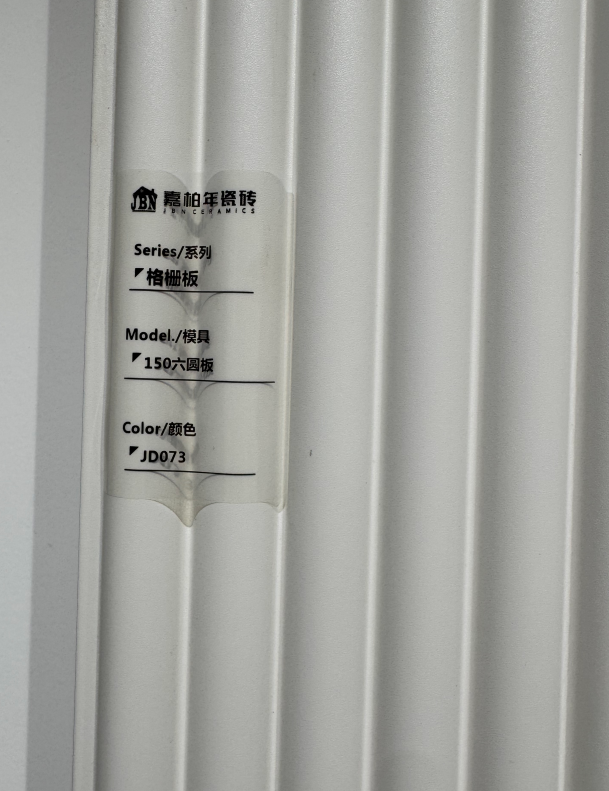 JBN 嘉柏年瓷砖
JBN CERAMICS
Series/系列
格栅板
Model./模具
150六圆板
Color/颜色
JD073